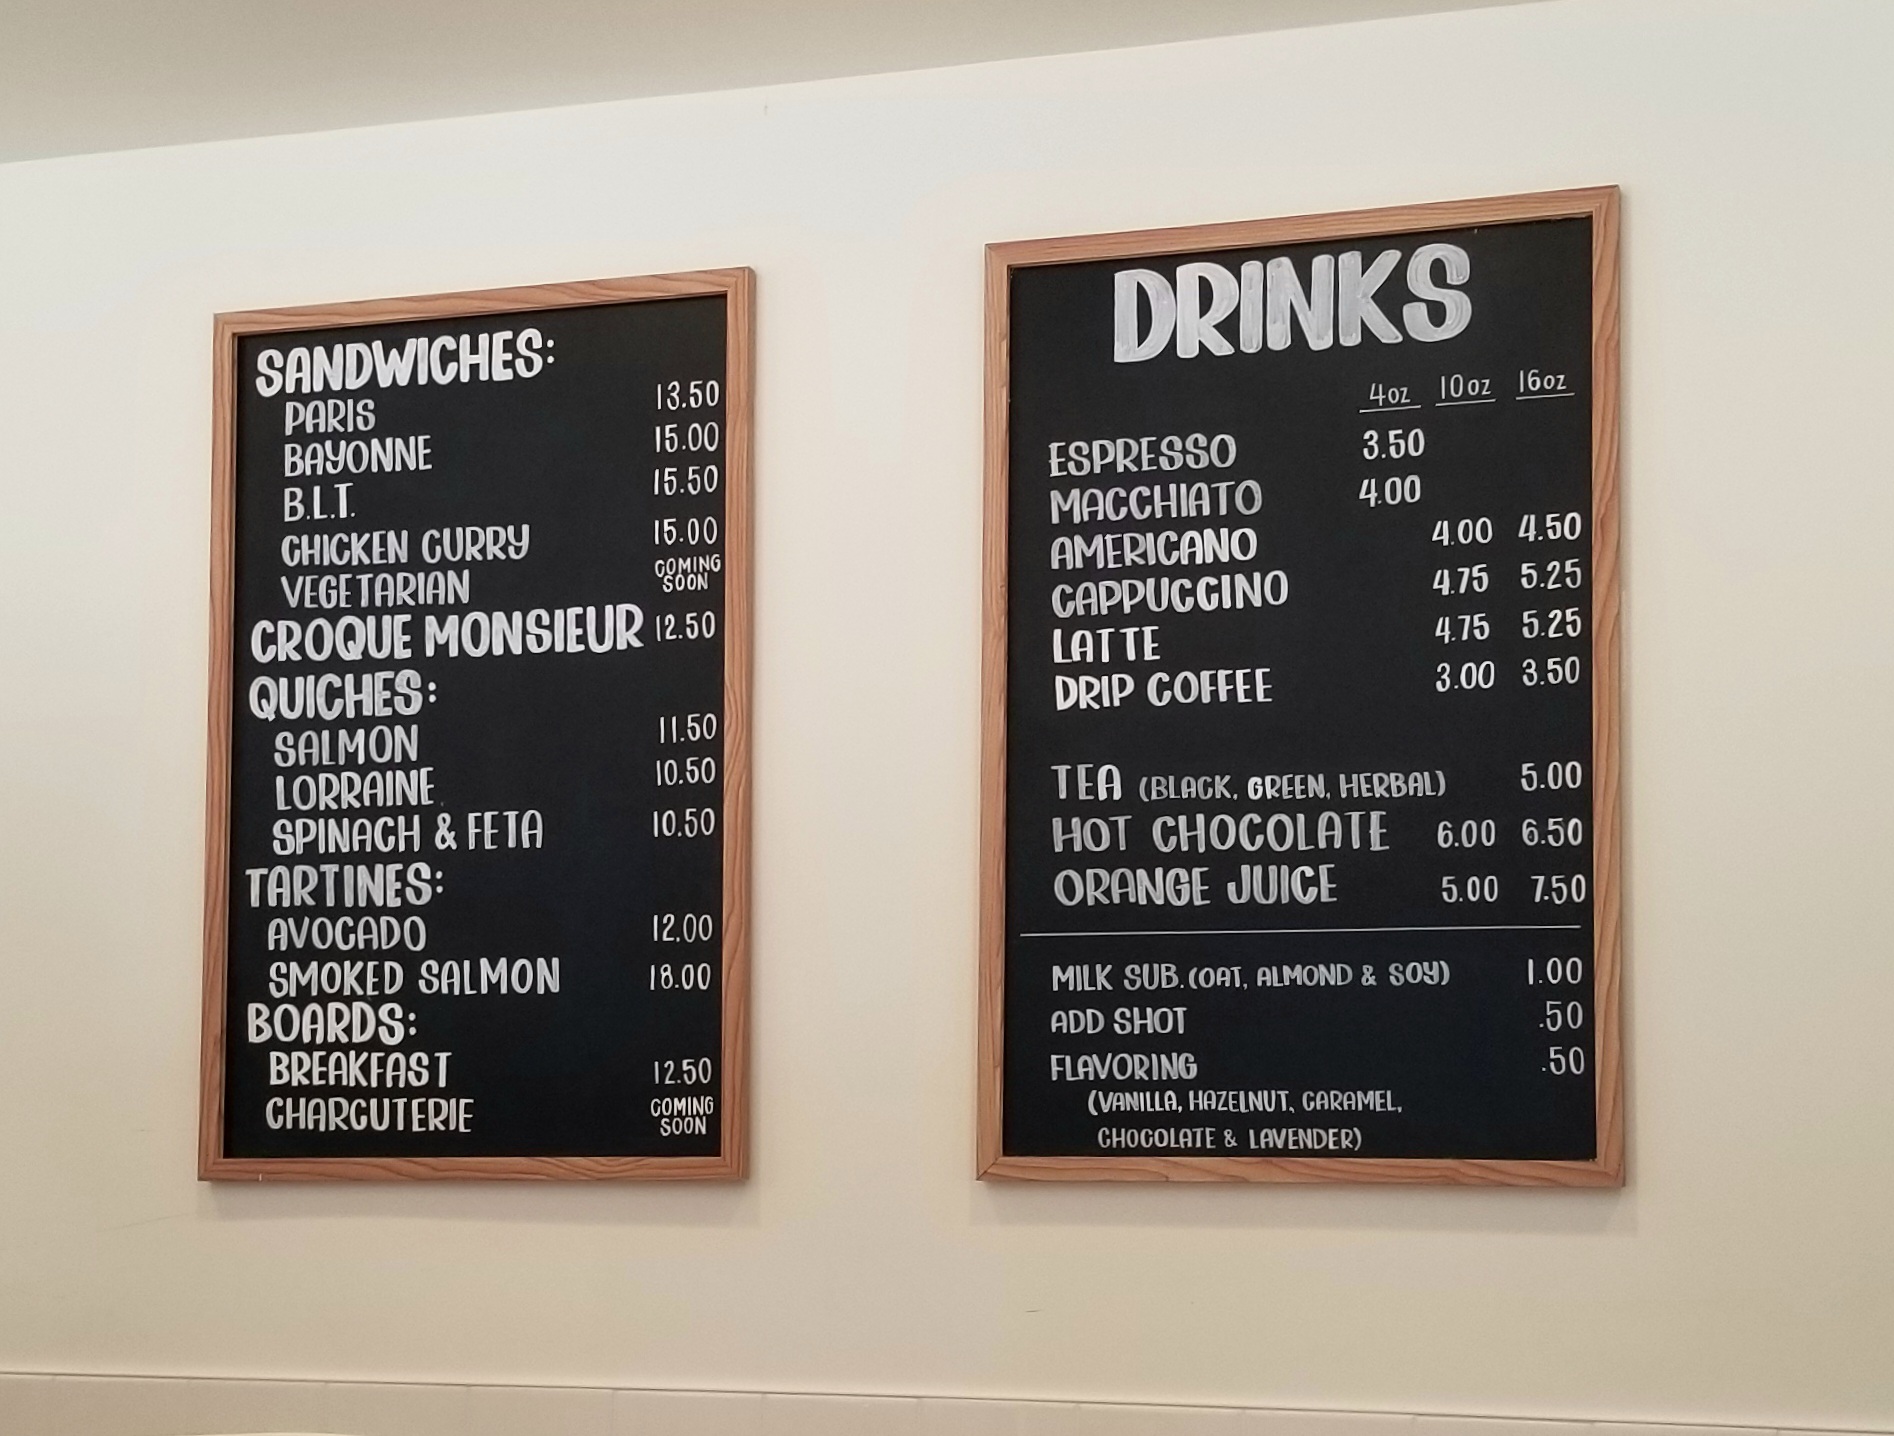 SANDWICHES:
PARIS 13.50
BAYONNE 15.00
B.L.T. 15.50
CHICKEN CURRY 15.00
VEGETARIAN COMING SOON
CROQUE MONSIEUR 12.50
QUICHES:
SALMON 11.50
LORRAINE 10.50
SPINACH & FETA 10.50
TARTINES:
AVOCADO 12.00
SMOKED SALMON 18.00
BOARDS:
BREAKFAST 12.50
CHARCUTERIE COMING SOON
DRINKS
4oz 10oz 16oz
ESPRESSO 3.50
MACCHIATO 4.00
AMERICANO 4.00 4.50
CAPPUCCINO 4.75 5.25
LATTE 4.75 5.25
DRIP COFFEE 3.00 3.50
TEA (BLACK, GREEN, HERBAL) 5.00
HOT CHOCOLATE 6.00 6.50
ORANGE JUICE 5.00 7.50
MILK SUB. (OAT, ALMOND & SOY) 1.00
ADD SHOT .50
FLAVORING .50
(VANILLA, HAZELNUT, CARAMEL,
CHOCOLATE & LAVENDER)